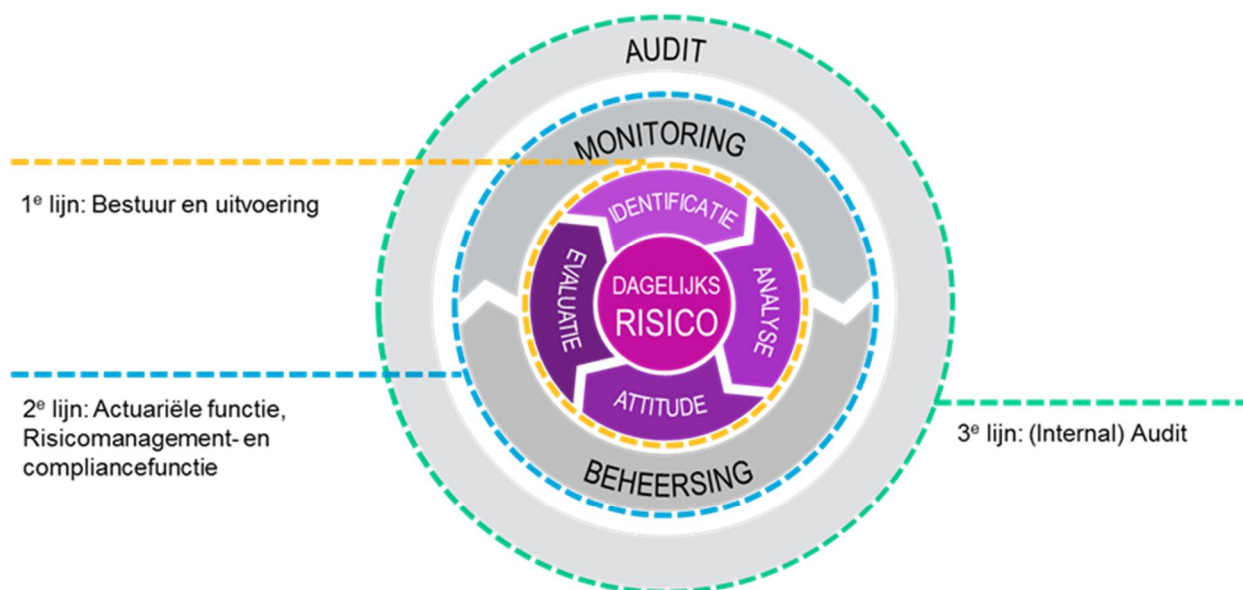 AUDIT
MONITORING
1e lijn: Bestuur en uitvoering
IDENTIFICATIE
EVALUATIE
DAGELIJKS
RISICO
ANALYSE
ATTITUDE
BEHEERSING
2e lijn: Actuariële functie,
Risicomanagement- en
compliancefunctie
3e lijn: (Internal) Audit